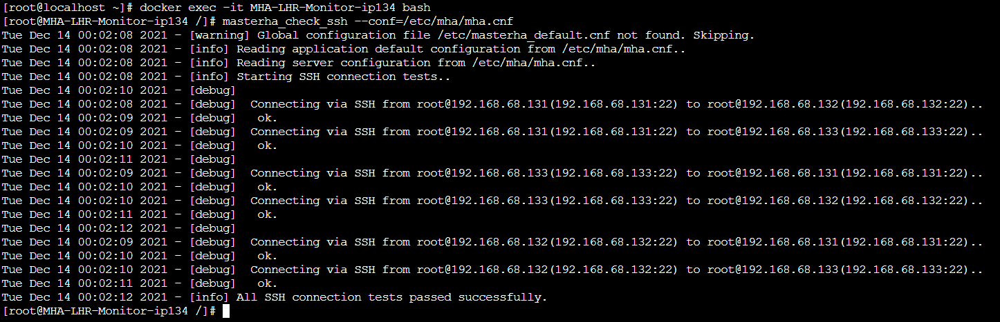 [root@localhost ~]# docker exec -it MHA-LHR-Monitor-ip134 bash
[root@MHA-LHR-Monitor-ip134 /]# masterha_check_ssh --conf=/etc/mha/mha.cnf
Tue Dec 14 00:02:08 2021 - [warning] Global configuration file /etc/masterha_default.cnf not found. Skipping.
Tue Dec 14 00:02:08 2021 - [info] Reading application default configuration from /etc/mha/mha.cnf..
Tue Dec 14 00:02:08 2021 - [info] Reading server configuration from /etc/mha/mha.cnf..
Tue Dec 14 00:02:08 2021 - [info] Starting SSH connection tests..
Tue Dec 14 00:02:10 2021 - [debug]
Tue Dec 14 00:02:08 2021 - [debug]  Connecting via SSH from root@192.168.68.131(192.168.68.131:22) to root@192.168.68.132(192.168.68.132:22)..
Tue Dec 14 00:02:09 2021 - [debug]   ok.
Tue Dec 14 00:02:09 2021 - [debug]  Connecting via SSH from root@192.168.68.131(192.168.68.131:22) to root@192.168.68.133(192.168.68.133:22)..
Tue Dec 14 00:02:10 2021 - [debug]   ok.
Tue Dec 14 00:02:11 2021 - [debug]
Tue Dec 14 00:02:09 2021 - [debug]  Connecting via SSH from root@192.168.68.133(192.168.68.133:22) to root@192.168.68.131(192.168.68.131:22)..
Tue Dec 14 00:02:10 2021 - [debug]   ok.
Tue Dec 14 00:02:10 2021 - [debug]  Connecting via SSH from root@192.168.68.133(192.168.68.133:22) to root@192.168.68.132(192.168.68.132:22)..
Tue Dec 14 00:02:11 2021 - [debug]   ok.
Tue Dec 14 00:02:12 2021 - [debug]
Tue Dec 14 00:02:09 2021 - [debug]  Connecting via SSH from root@192.168.68.132(192.168.68.132:22) to root@192.168.68.131(192.168.68.131:22)..
Tue Dec 14 00:02:10 2021 - [debug]   ok.
Tue Dec 14 00:02:10 2021 - [debug]  Connecting via SSH from root@192.168.68.132(192.168.68.132:22) to root@192.168.68.133(192.168.68.133:22)..
Tue Dec 14 00:02:11 2021 - [debug]   ok.
Tue Dec 14 00:02:12 2021 - [info] All SSH connection tests passed successfully.
[root@MHA-LHR-Monitor-ip134 /]#